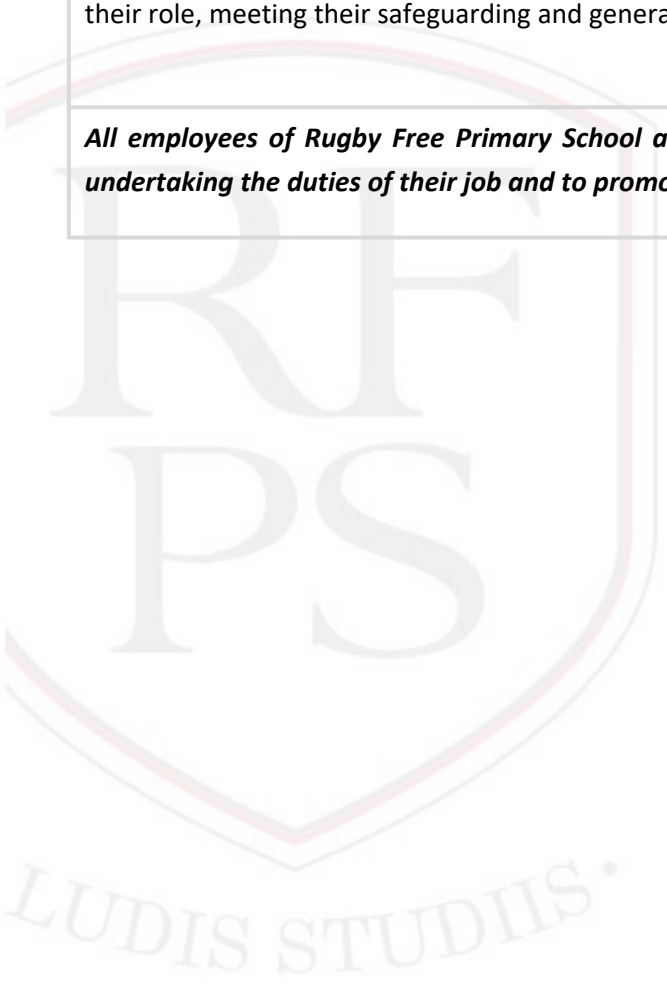 their role, meeting their safeguarding and genera
All employees of Rugby Free Primary School a
undertaking the duties of their job and to promo
RF
PS
LUDIS STUDIIS•